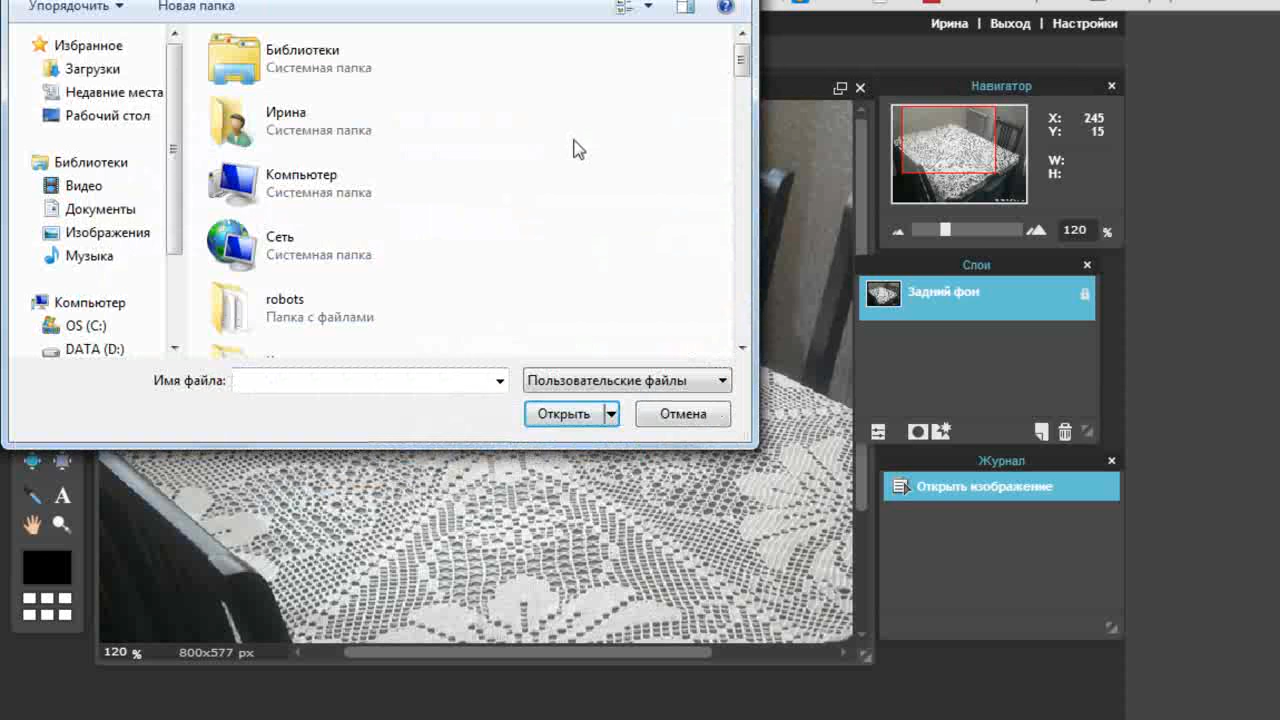 Упорядочить
Новая папка
Избранное
Загрузки
Недавние места
Рабочий стол
Библиотеки
Видео
Документы
Изображения
Музыка
Компьютер
OS (C:)
DATA (D:)
Библиотеки
Системная папка
Ирина
Системная папка
Компьютер
Системная папка
Сеть
Системная папка
robots
Папка с файлами
Имя файла:
Пользовательские файлы
Открыть
Отмена
Ирина | Выход | Настройки
Навигатор
X: 245
Y: 15
W:
H:
120 %
Слои
Задний фон
Журнал
Открыть изображение
A
120 %
800x577 px